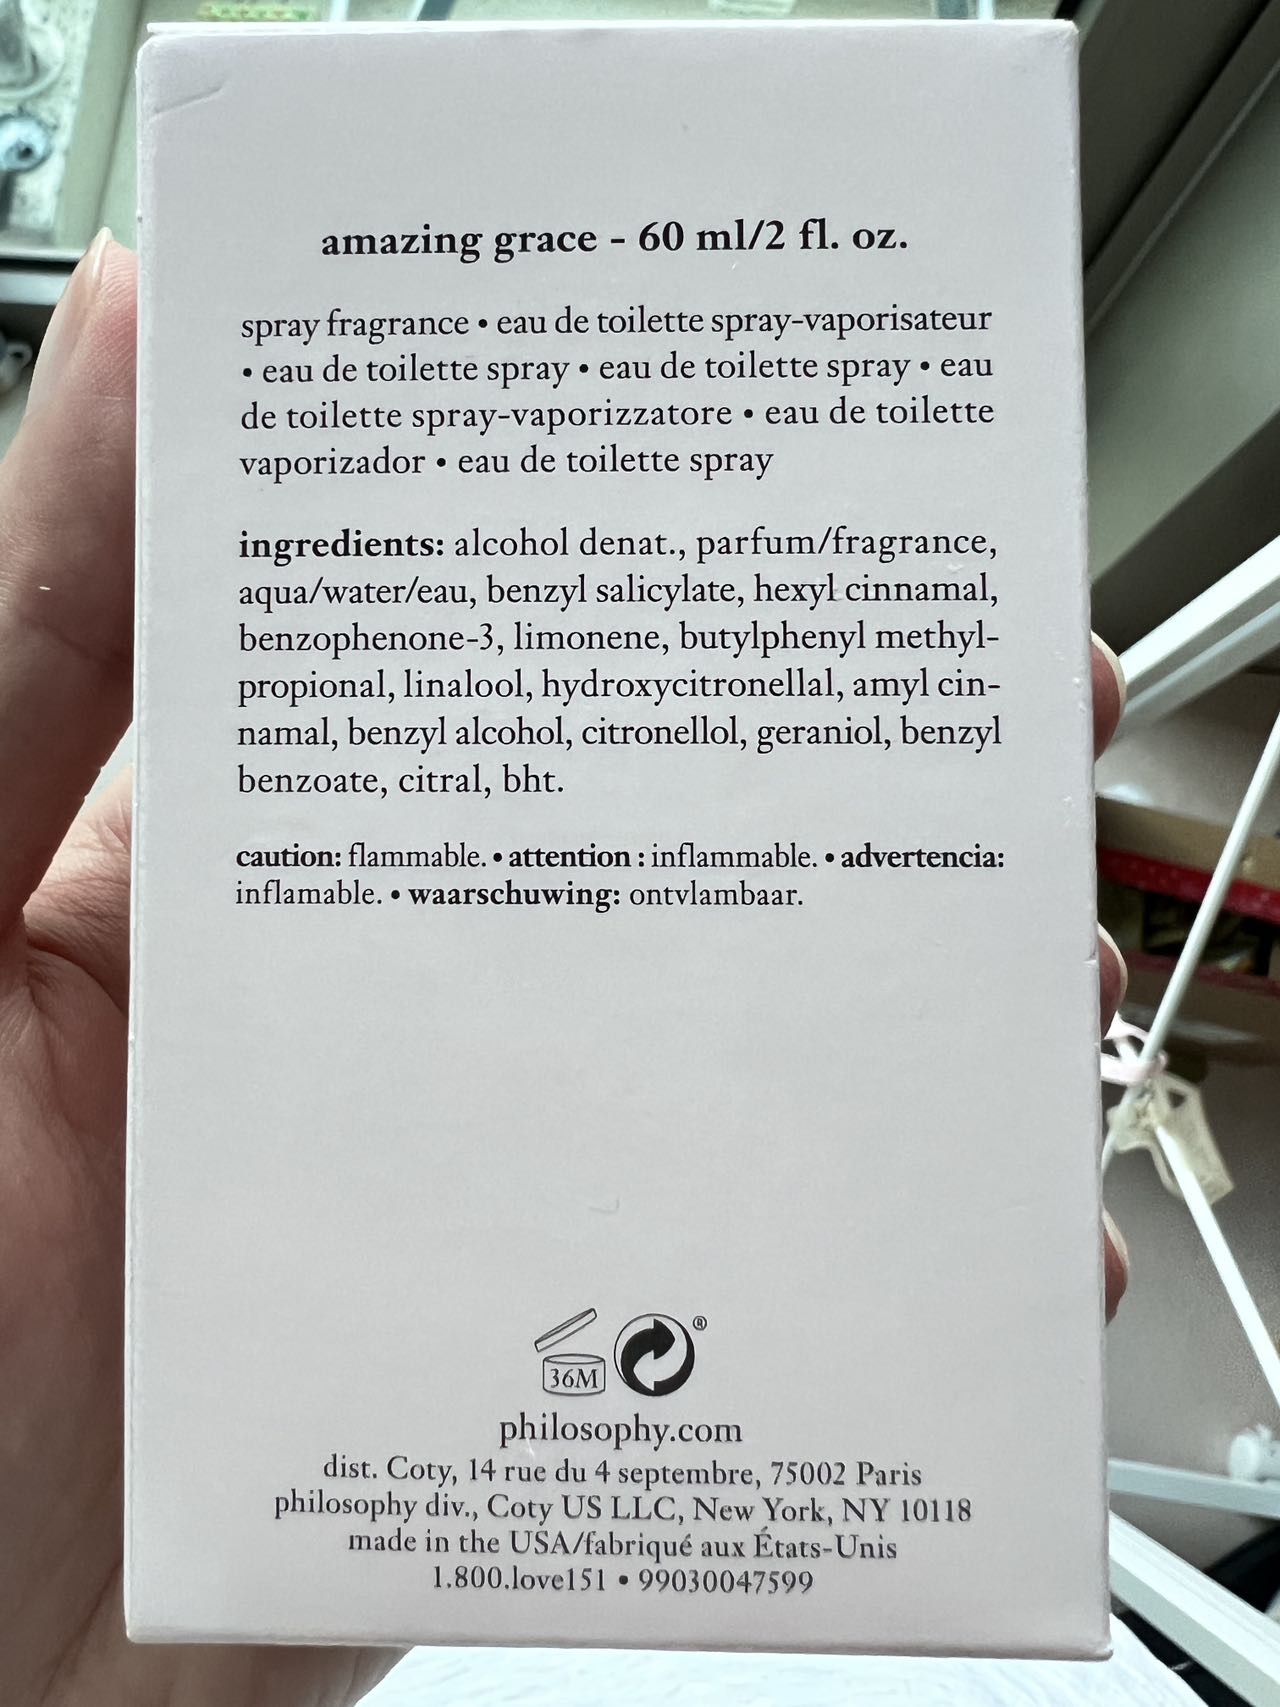 amazing grace - 60 ml/2 fl. oz.
spray fragrance • eau de toilette spray-vaporisateur
• eau de toilette spray • eau de toilette spray • eau
de toilette spray-vaporizzatore • eau de toilette
vaporizador • eau de toilette spray
ingredients: alcohol denat., parfum/fragrance,
aqua/water/eau, benzyl salicylate, hexyl cinnamal,
benzophenone-3, limonene, butylphenyl methyl-
propional, linalool, hydroxycitronellal, amyl cin-
namal, benzyl alcohol, citronellol, geraniol, benzyl
benzoate, citral, bht.
caution: flammable. • attention : inflammable. • advertencia:
inflamable. • waarschuwing: ontvlambaar.
36M ®
philosophy.com
dist. Coty, 14 rue du 4 septembre, 75002 Paris
philosophy div., Coty US LLC, New York, NY 10118
made in the USA/fabriqué aux États-Unis
1.800.love151 • 99030047599